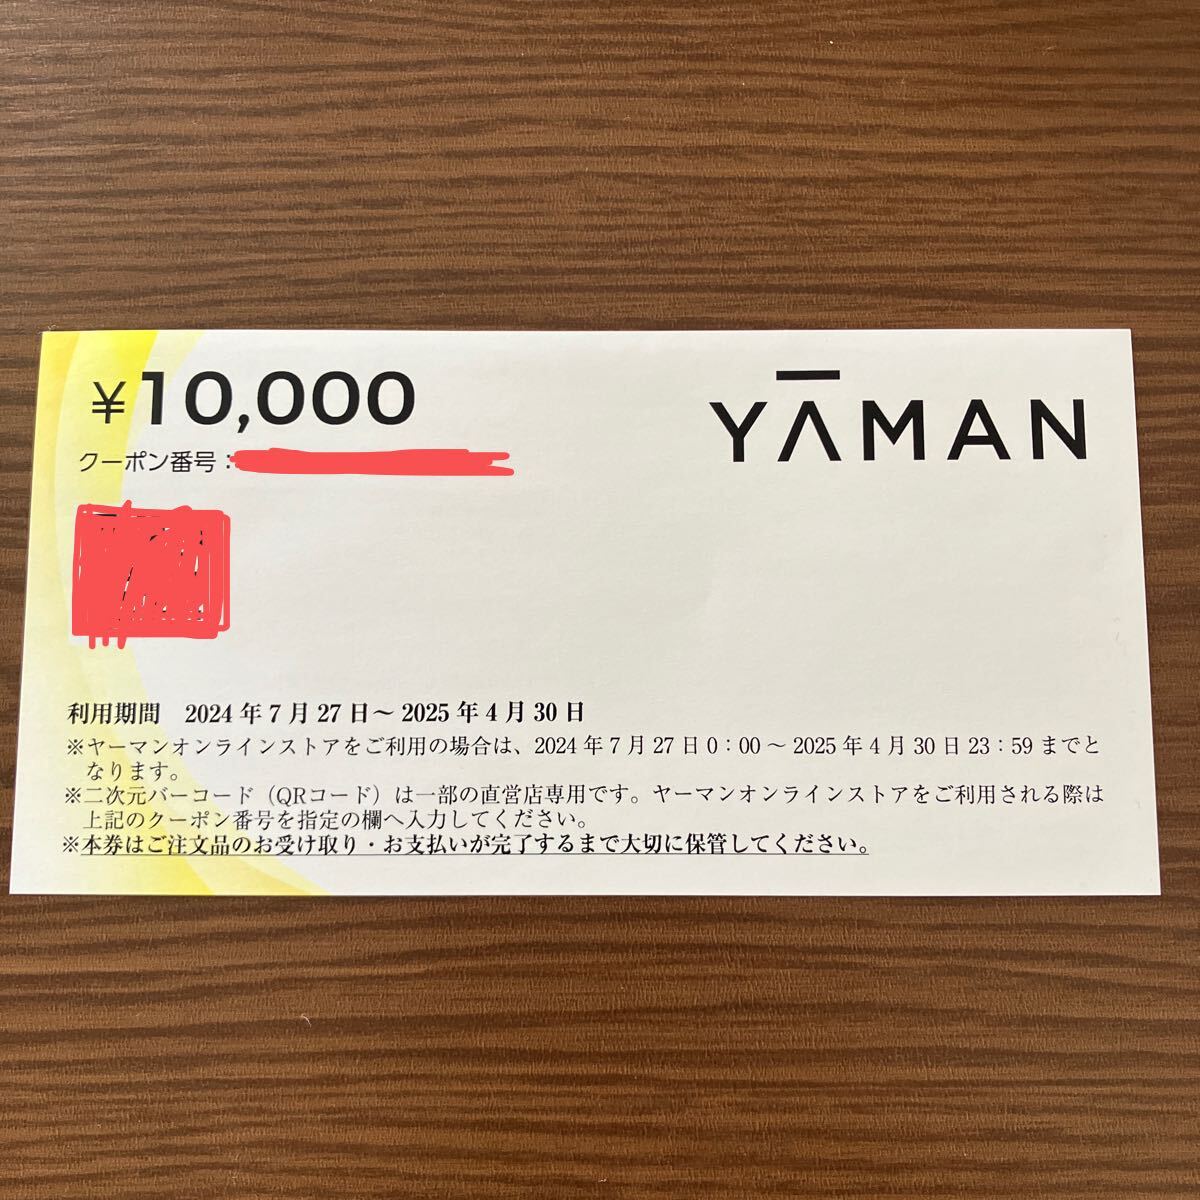 ¥10,000
YAMAN
クーポン番号：
利用期間　2024年7月27日～2025年4月30日
※ヤーマンオンラインストアをご利用の場合は、2024年7月27日0：00～2025年4月30日23：59までと
なります。
※二次元バーコード（QRコード）は一部の直営店専用です。ヤーマンオンラインストアをご利用される際は
上記のクーポン番号を指定の欄へ入力してください。
※本券はご注文品のお受け取り・お支払いが完了するまで大切に保管してください。